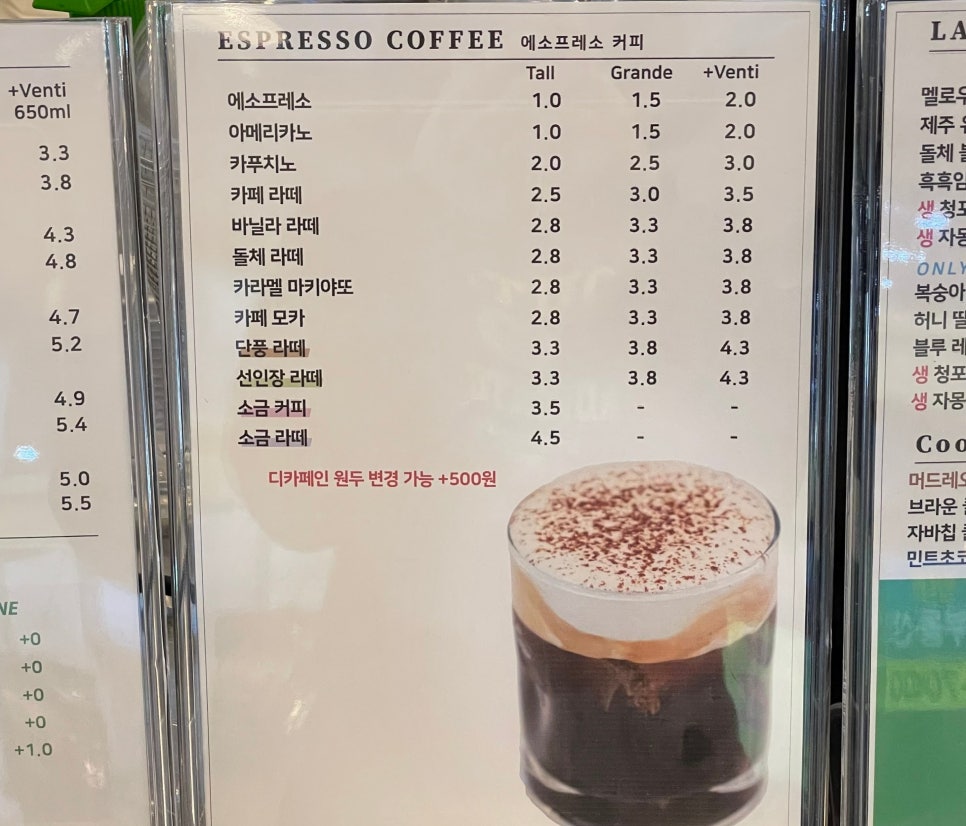 +Venti
650ml
3.3
3.8
4.3
4.8
4.7
5.2
4.9
5.4
5.0
5.5
NE
+0
+0
+0
+0
+1.0
ESPRESSO COFFEE 에소프레소 커피
Tall Grande +Venti
에소프레소 1.0 1.5 2.0
아메리카노 1.0 1.5 2.0
카푸치노 2.0 2.5 3.0
카페 라떼 2.5 3.0 3.5
바닐라 라떼 2.8 3.3 3.8
돌체 라떼 2.8 3.3 3.8
카라멜 마키야또 2.8 3.3 3.8
카페 모카 2.8 3.3 3.8
단풍 라떼 3.3 3.8 4.3
선인장 라떼 3.3 3.8 4.3
소금 커피 3.5 - -
소금 라떼 4.5 - -
디카페인 원두 변경 가능 +500원
LA
멜로우
제주
돌체
흑흑임
생 청포
생 자몽
ONLY
복숭아
허니 딸
블루 레
생 청포
생 자몽
Coo
머드레오
브라운
자바칩
민트초코